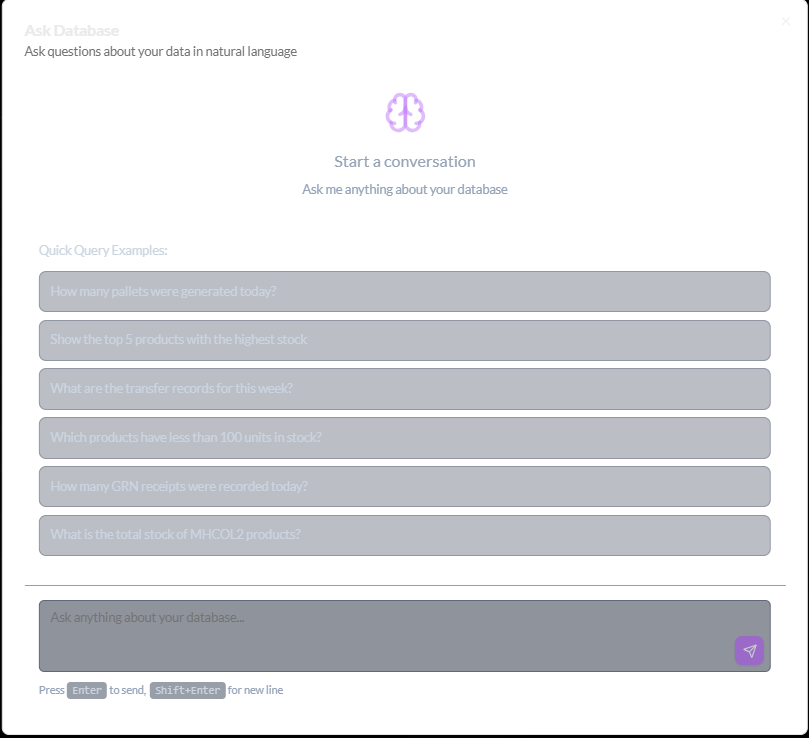 Ask Database
Ask questions about your data in natural language
Start a conversation
Ask me anything about your database
Quick Query Examples:
How many pallets were generated today?
Show the top 5 products with the highest stock
What are the transfer records for this week?
Which products have less than 100 units in stock?
How many GRN receipts were recorded today?
What is the total stock of MHCOL2 products?
Ask anything about your database...
Press Enter to send, Shift+Enter for new line